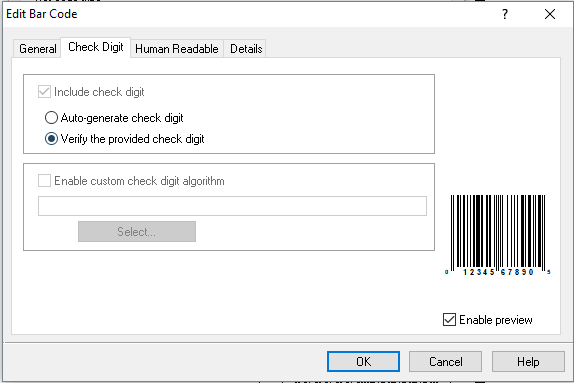 Edit Bar Code
?
General Check Digit Human Readable Details
Include check digit
Auto-generate check digit
Verify the provided check digit
Enable custom check digit algorithm
Select...
0 12345 67890 5
Enable preview
OK Cancel Help